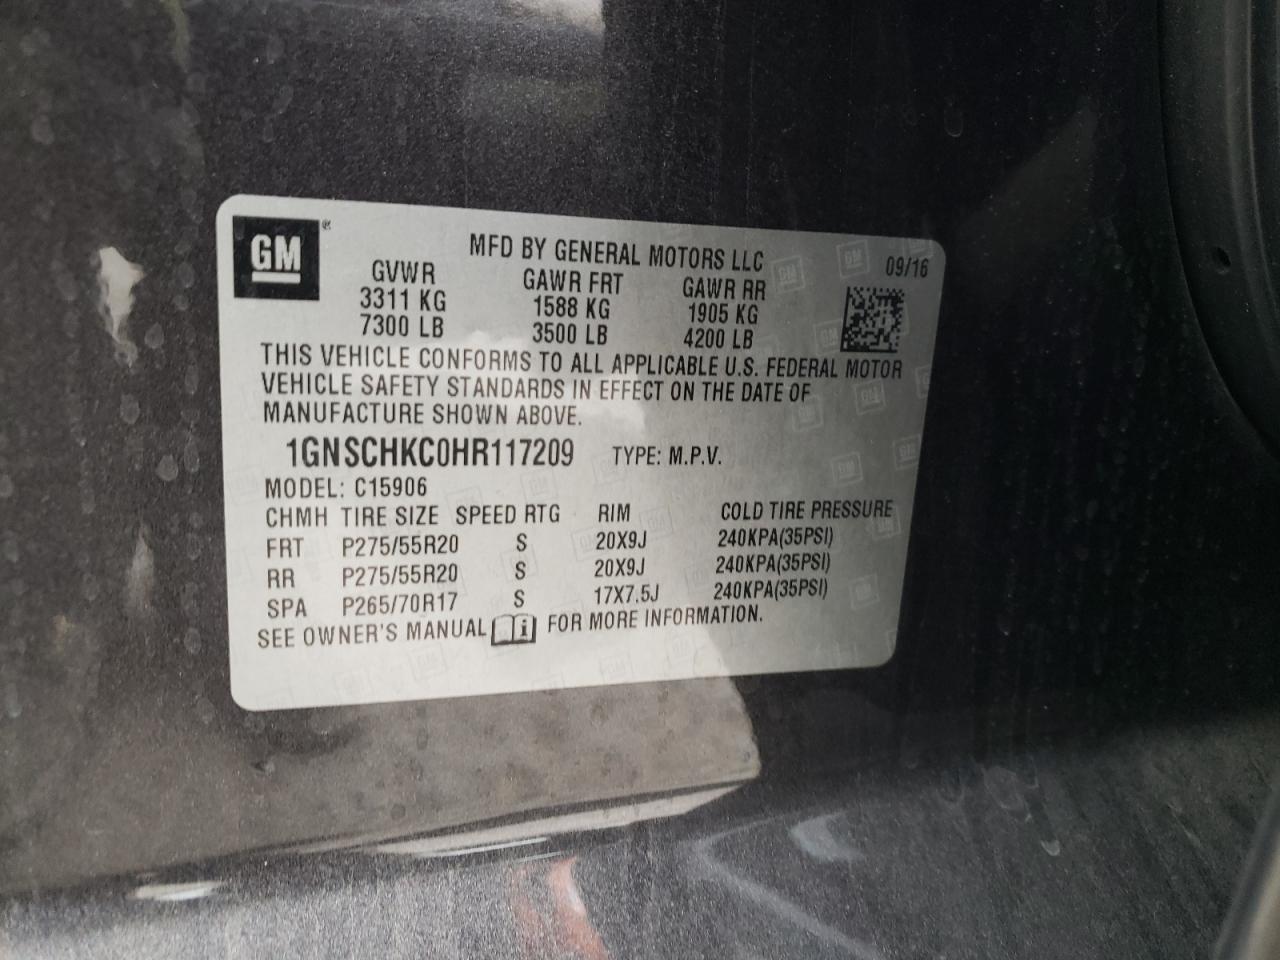 GM ®
MFD BY GENERAL MOTORS LLC
09/16
GVWR GAWR FRT GAWR RR
3311 KG 1588 KG 1905 KG
7300 LB 3500 LB 4200 LB
THIS VEHICLE CONFORMS TO ALL APPLICABLE U.S. FEDERAL MOTOR
VEHICLE SAFETY STANDARDS IN EFFECT ON THE DATE OF
MANUFACTURE SHOWN ABOVE.
1GNSCHKC0HR117209 TYPE: M.P.V.
MODEL: C15906
CHMH TIRE SIZE SPEED RTG RIM COLD TIRE PRESSURE
FRT P275/55R20 S 20X9J 240KPA(35PSI)
RR P275/55R20 S 20X9J 240KPA(35PSI)
SPA P265/70R17 S 17X7.5J 240KPA(35PSI)
SEE OWNER'S MANUAL i FOR MORE INFORMATION.